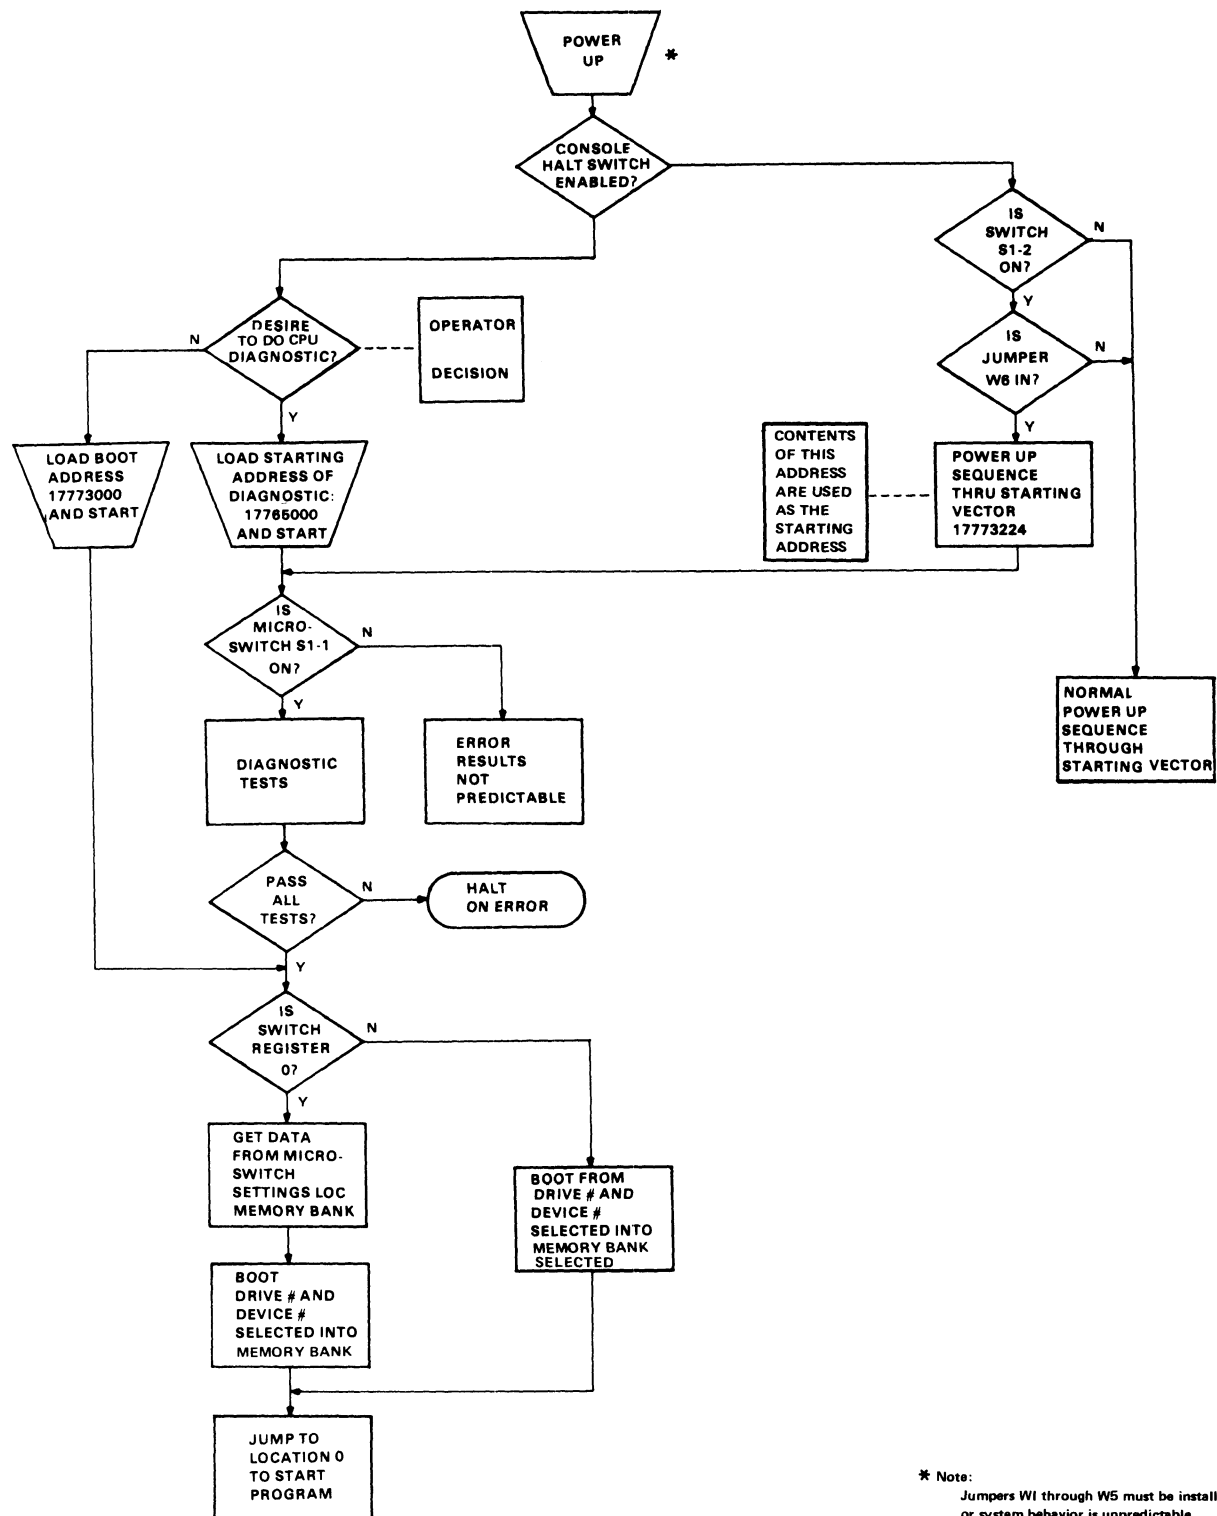 POWER
UP
*
CONSOLE
HALT SWITCH
ENABLED?
IS
SWITCH
S1-2
ON?
N
Y
DESIRE
TO DO CPU
DIAGNOSTIC?
N
Y
OPERATOR
DECISION
IS
JUMPER
W6 IN?
N
Y
LOAD BOOT
ADDRESS
17773000
AND START
LOAD STARTING
ADDRESS OF
DIAGNOSTIC:
17765000
AND START
CONTENTS
OF THIS
ADDRESS
ARE USED
AS THE
STARTING
ADDRESS
POWER UP
SEQUENCE
THRU STARTING
VECTOR
17773224
IS
MICRO-
SWITCH S1-1
ON?
N
Y
NORMAL
POWER UP
SEQUENCE
THROUGH
STARTING VECTOR
DIAGNOSTIC
TESTS
ERROR
RESULTS
NOT
PREDICTABLE
PASS
ALL
TESTS?
N
Y
HALT
ON ERROR
IS
SWITCH
REGISTER
0?
N
Y
GET DATA
FROM MICRO-
SWITCH
SETTINGS LOC
MEMORY BANK
BOOT FROM
DRIVE # AND
DEVICE #
SELECTED INTO
MEMORY BANK
SELECTED
BOOT
DRIVE # AND
DEVICE #
SELECTED INTO
MEMORY BANK
JUMP TO
LOCATION 0
TO START
PROGRAM
* Note:
Jumpers W1 through W5 must be install
or system behavior is unpredictable